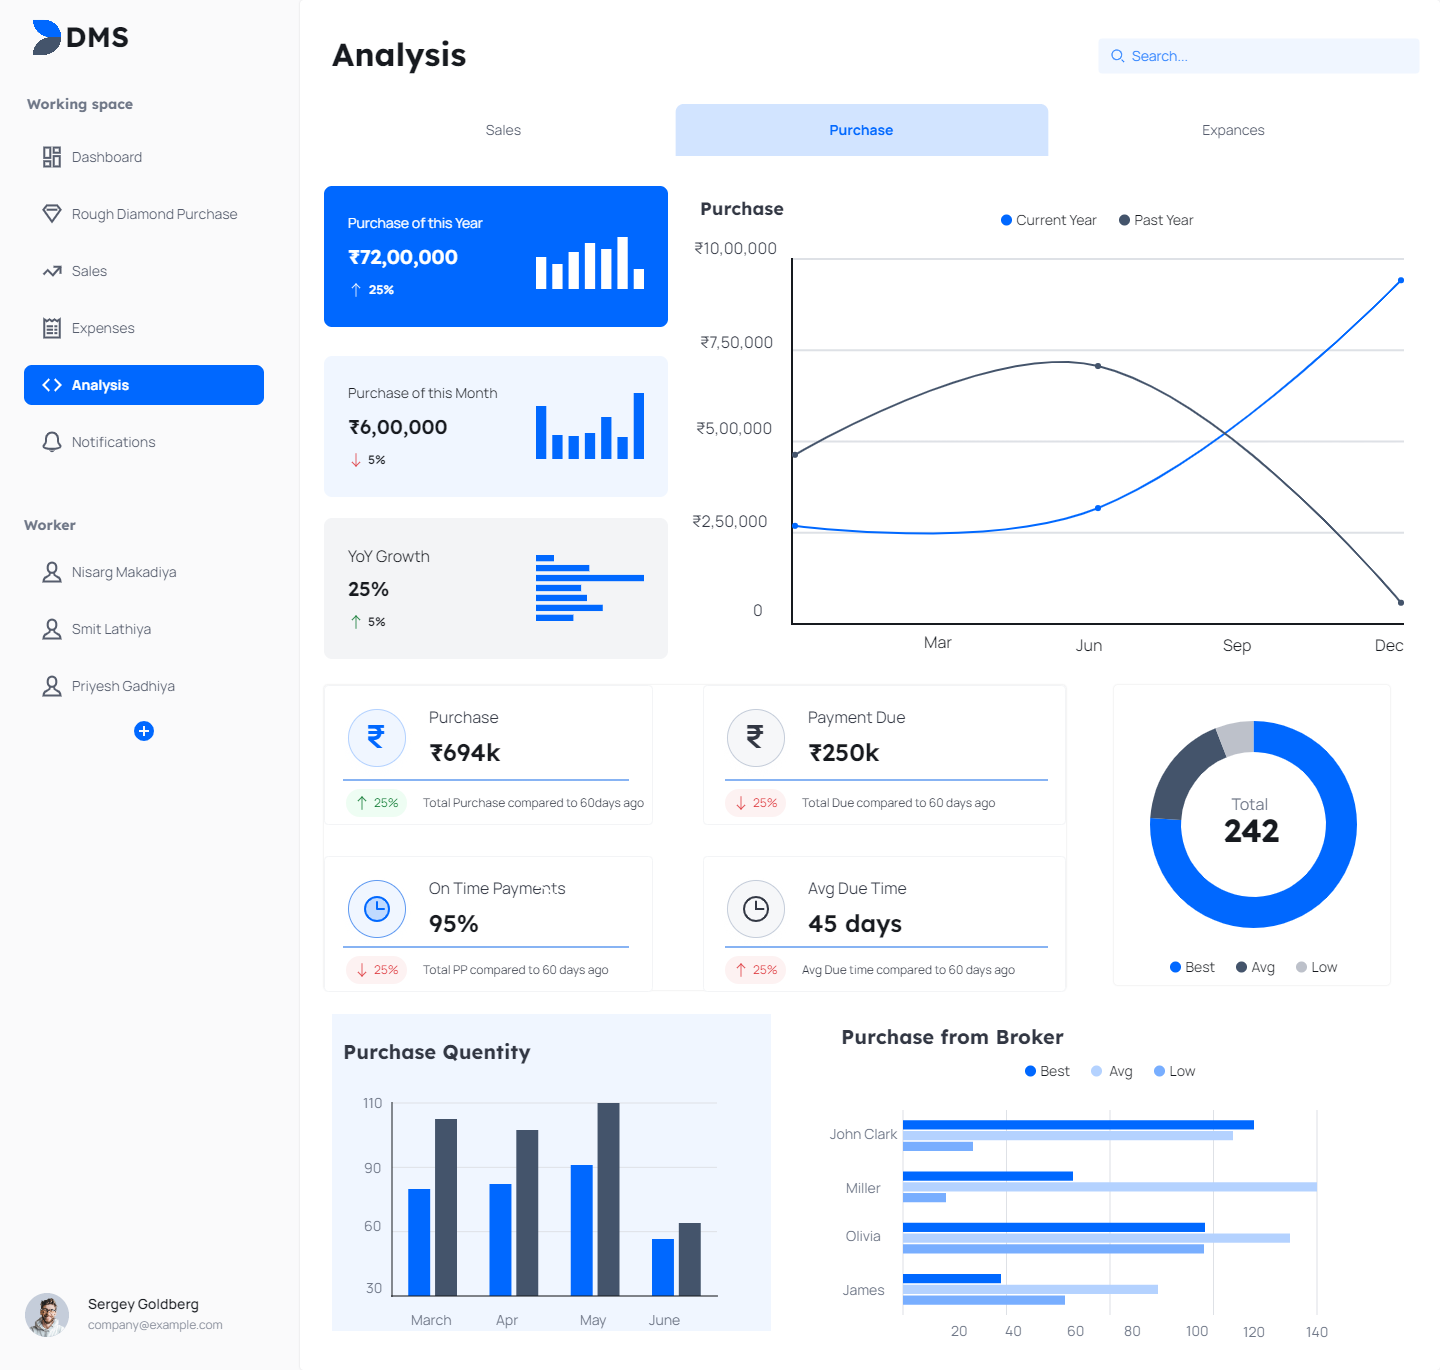 DMS
Working space
Dashboard
Rough Diamond Purchase
Sales
Expenses
Analysis
Notifications
Worker
Nisarg Makadiya
Smit Lathiya
Priyesh Gadhiya
Sergey Goldberg
company@example.com
Analysis
Search...
Sales
Purchase
Expances
Purchase of this Year
₹72,00,000
25%
Purchase of this Month
₹6,00,000
5%
YoY Growth
25%
5%
Purchase
Current Year
Past Year
₹10,00,000
₹7,50,000
₹5,00,000
₹2,50,000
0
Mar
Jun
Sep
Dec
₹
Purchase
₹694k
25%
Total Purchase compared to 60days ago
₹
Payment Due
₹250k
25%
Total Due compared to 60 days ago
On Time Payments
95%
25%
Total PP compared to 60 days ago
Avg Due Time
45 days
25%
Avg Due time compared to 60 days ago
Total
242
Best
Avg
Low
Purchase Quentity
110
90
60
30
March
Apr
May
June
Purchase from Broker
Best
Avg
Low
John Clark
Miller
Olivia
James
20
40
60
80
100
120
140